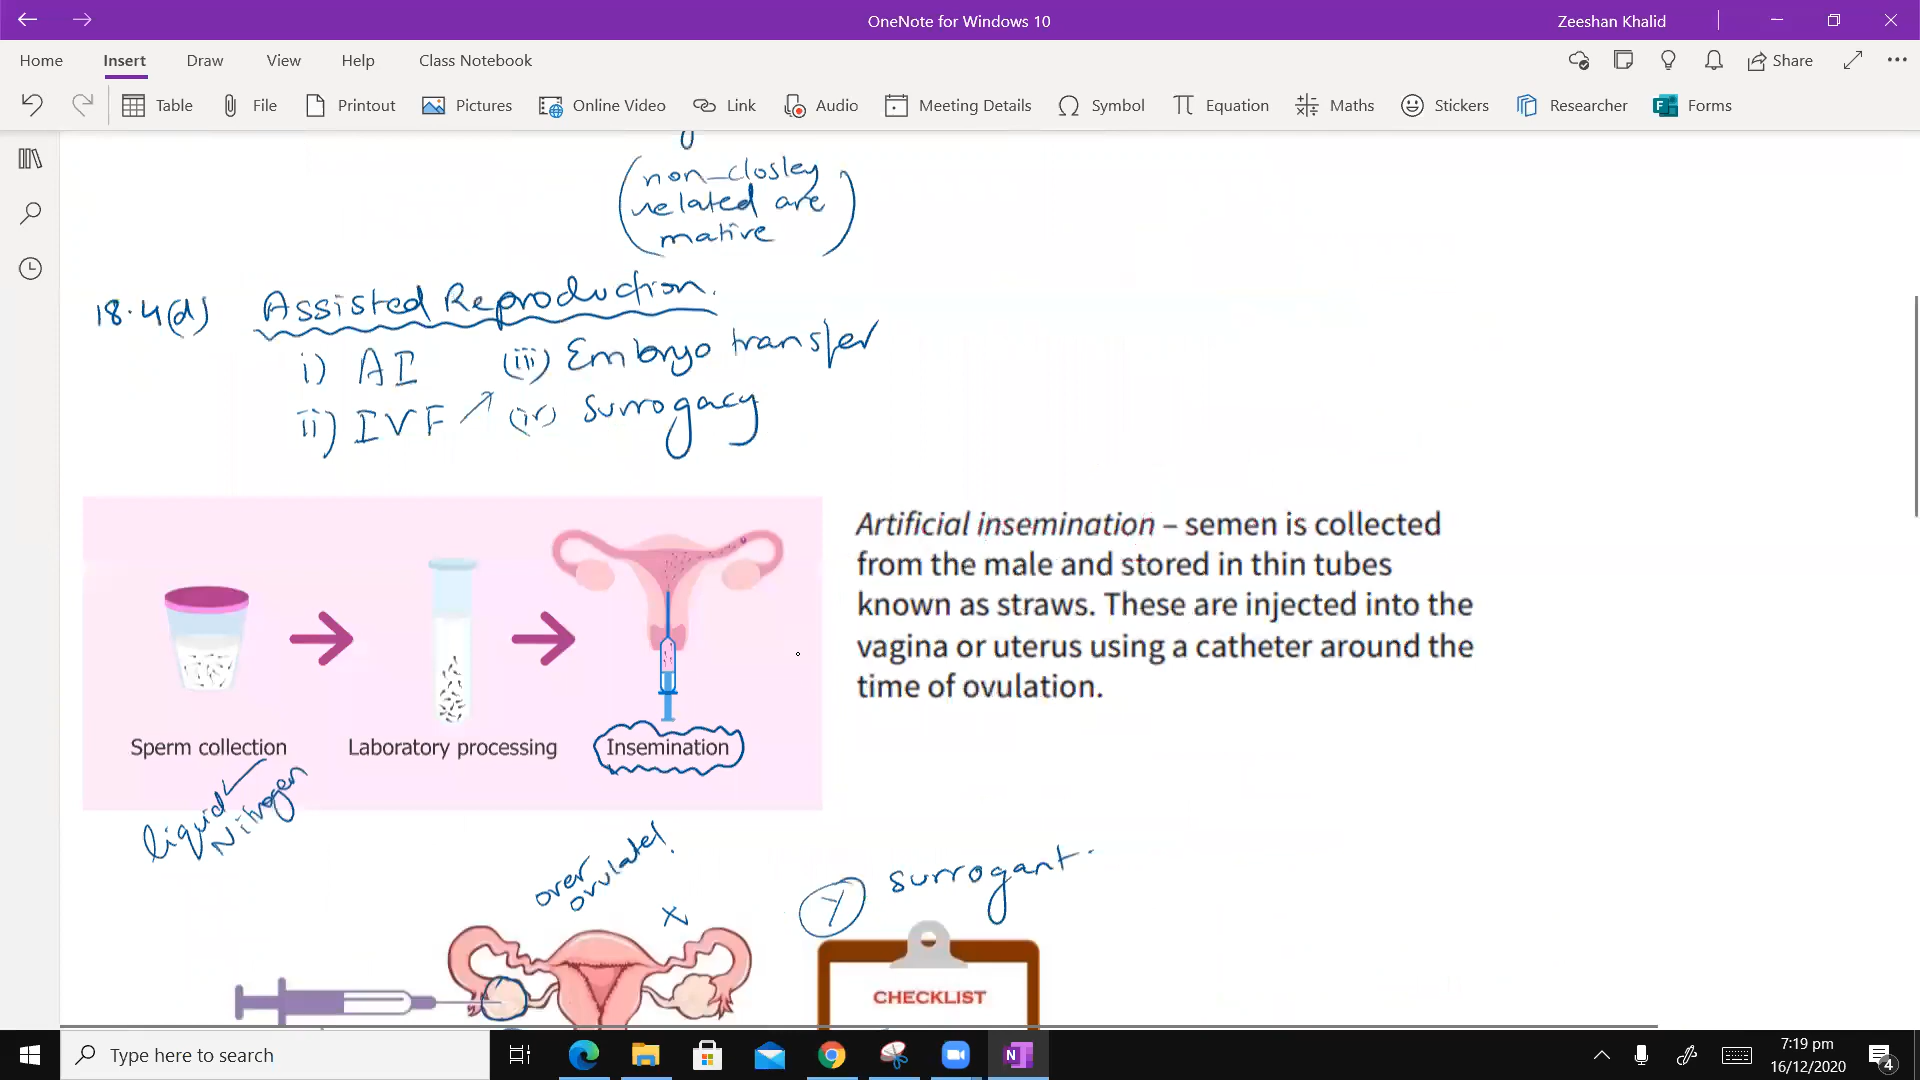 OneNote for Windows 10
Zeeshan Khalid
Home Insert Draw View Help Class Notebook
Share
Table File Printout Pictures Online Video Link Audio Meeting Details Symbol Equation Maths Stickers Researcher Forms
(non-closley
related are
mative)
18.4(d) Assisted Reproduction.
i) AI (iii) Embryo transfer
ii) IVF (iv) Surrogacy
Artificial insemination – semen is collected
from the male and stored in thin tubes
known as straws. These are injected into the
vagina or uterus using a catheter around the
time of ovulation.
Sperm collection Laboratory processing Insemination
liquid
Nitrogen
over
ovulate!
X
Y surrogant.
CHECKLIST
Type here to search
7:19 pm
16/12/2020
4